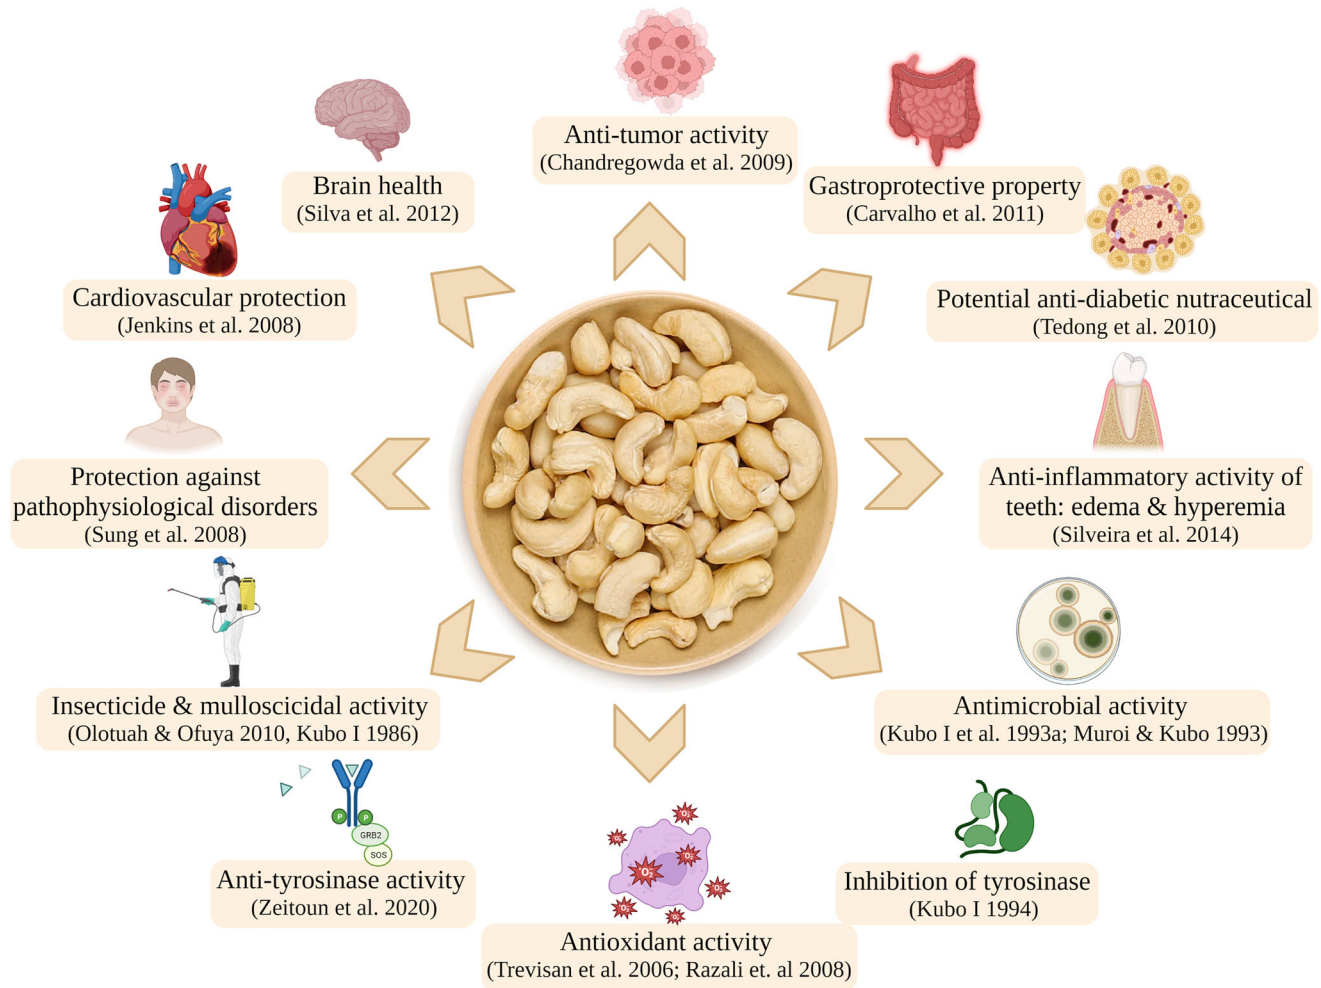 Anti-tumor activity
(Chandregowda et al. 2009)
Brain health
(Silva et al. 2012)
Gastroprotective property
(Carvalho et al. 2011)
Cardiovascular protection
(Jenkins et al. 2008)
Potential anti-diabetic nutraceutical
(Tedong et al. 2010)
Protection against
pathophysiological disorders
(Sung et al. 2008)
Anti-inflammatory activity of
teeth: edema & hyperemia
(Silveira et al. 2014)
Insecticide & mulloscicidal activity
(Olotuah & Ofuya 2010, Kubo I 1986)
Antimicrobial activity
(Kubo I et al. 1993a; Muroi & Kubo 1993)
P P
GRB2
SOS
Anti-tyrosinase activity
(Zeitoun et al. 2020)
Inhibition of tyrosinase
(Kubo I 1994)
Antioxidant activity
(Trevisan et al. 2006; Razali et. al 2008)